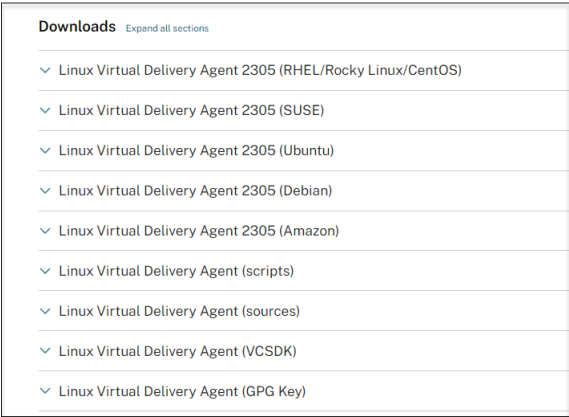 Downloads Expand all sections
Linux Virtual Delivery Agent 2305 (RHEL/Rocky Linux/CentOS)
Linux Virtual Delivery Agent 2305 (SUSE)
Linux Virtual Delivery Agent 2305 (Ubuntu)
Linux Virtual Delivery Agent 2305 (Debian)
Linux Virtual Delivery Agent 2305 (Amazon)
Linux Virtual Delivery Agent (scripts)
Linux Virtual Delivery Agent (sources)
Linux Virtual Delivery Agent (VCSDK)
Linux Virtual Delivery Agent (GPG Key)